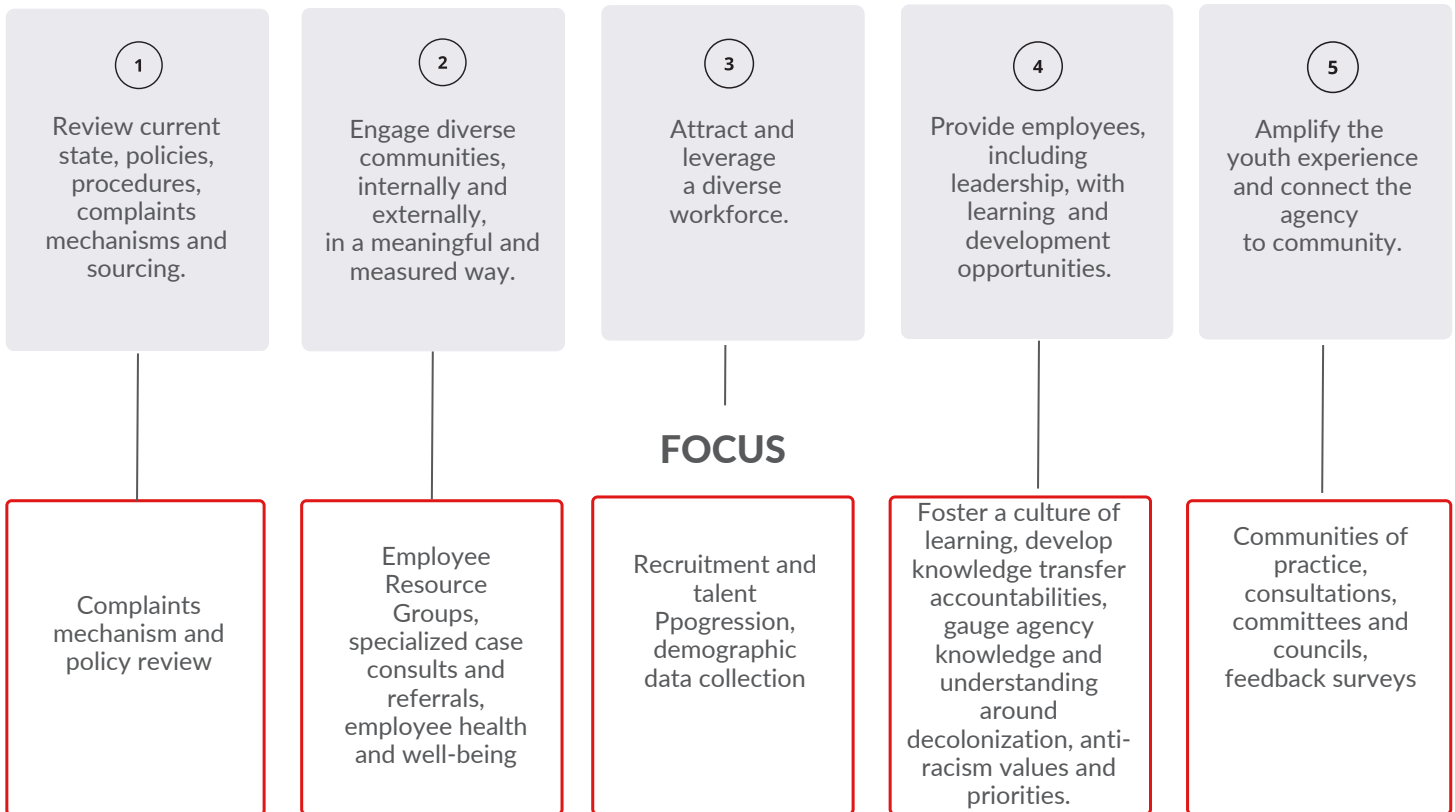 1
Review current
state, policies,
procedures,
complaints
mechanisms and
sourcing.
2
Engage diverse
communities,
internally and
externally,
in a meaningful and
measured way.
3
Attract and
leverage
a diverse
workforce.
4
Provide employees,
including
leadership, with
learning and
development
opportunities.
5
Amplify the
youth experience
and connect the
agency
to community.
FOCUS
Complaints
mechanism and
policy review
Employee
Resource
Groups,
specialized case
consults and
referrals,
employee health
and well-being
Recruitment and
talent
Ppogression,
demographic
data collection
Foster a culture of
learning, develop
knowledge transfer
accountabilities,
gauge agency
knowledge and
understanding
around
decolonization, anti-
racism values and
priorities.
Communities of
practice,
consultations,
committees and
councils,
feedback surveys